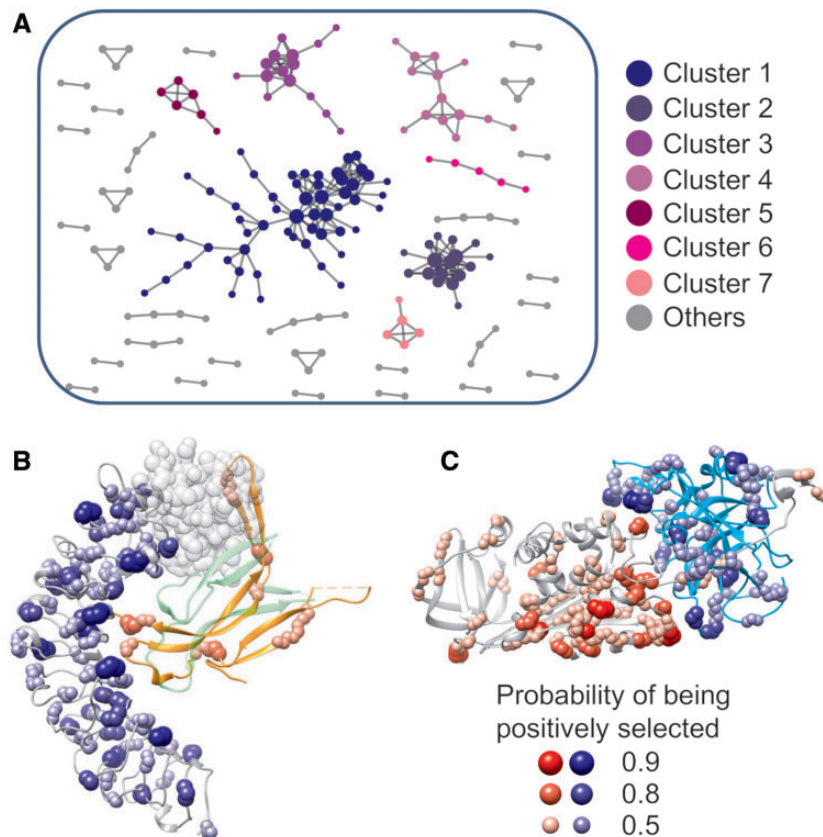 A
Cluster 1
Cluster 2
Cluster 3
Cluster 4
Cluster 5
Cluster 6
Cluster 7
Others
B
C
Probability of being
positively selected
0.9
0.8
0.5